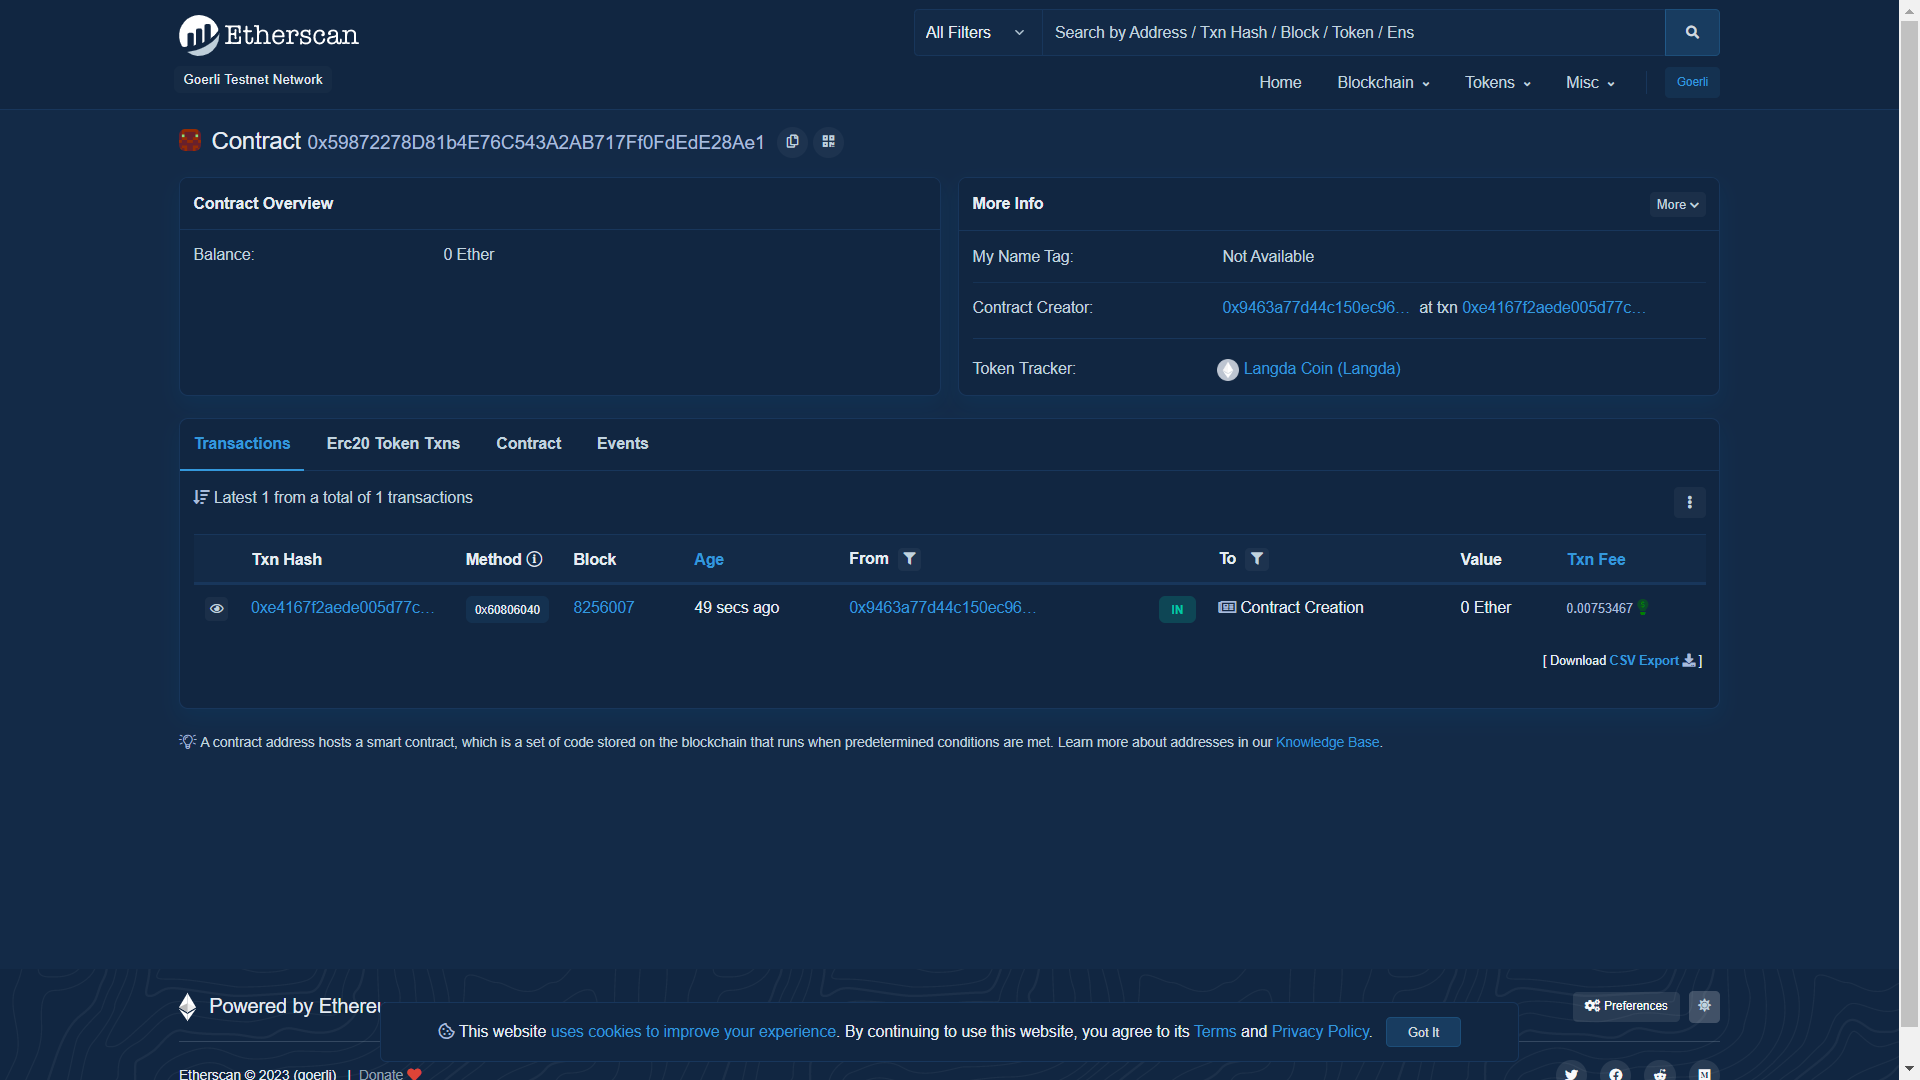 Etherscan
All Filters
Search by Address / Txn Hash / Block / Token / Ens
Goerli Testnet Network
Home Blockchain Tokens Misc Goerli
Contract 0x59872278D81b4E76C543A2AB717Ff0FdEdE28Ae1
Contract Overview
Balance: 0 Ether
More Info More
My Name Tag: Not Available
Contract Creator: 0x9463a77d44c150ec96... at txn 0xe4167f2aede005d77c...
Token Tracker: Langda Coin (Langda)
Transactions Erc20 Token Txns Contract Events
Latest 1 from a total of 1 transactions
Txn Hash Method Block Age From To Value Txn Fee
0xe4167f2aede005d77c... 0x60806040 8256007 49 secs ago 0x9463a77d44c150ec96... IN Contract Creation 0 Ether 0.00753467
[ Download CSV Export ]
A contract address hosts a smart contract, which is a set of code stored on the blockchain that runs when predetermined conditions are met. Learn more about addresses in our Knowledge Base.
Powered by Ethereu
Preferences
This website uses cookies to improve your experience. By continuing to use this website, you agree to its Terms and Privacy Policy. Got It
Etherscan © 2023 (goerli) | Donate